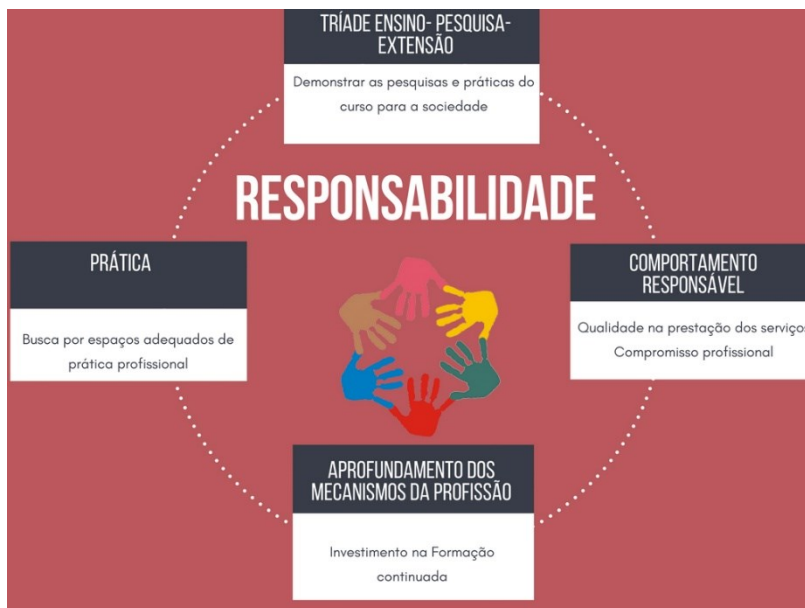 TRÍADE ENSINO- PESQUISA-
EXTENSÃO
Demonstrar as pesquisas e práticas do
curso para a sociedade
RESPONSABILIDADE
PRÁTICA
Busca por espaços adequados de
prática profissional
COMPORTAMENTO
RESPONSÁVEL
Qualidade na prestação dos serviços
Compromisso profissional
APROFUNDAMENTO DOS
MECANISMOS DA PROFISSÃO
Investimento na Formação
continuada